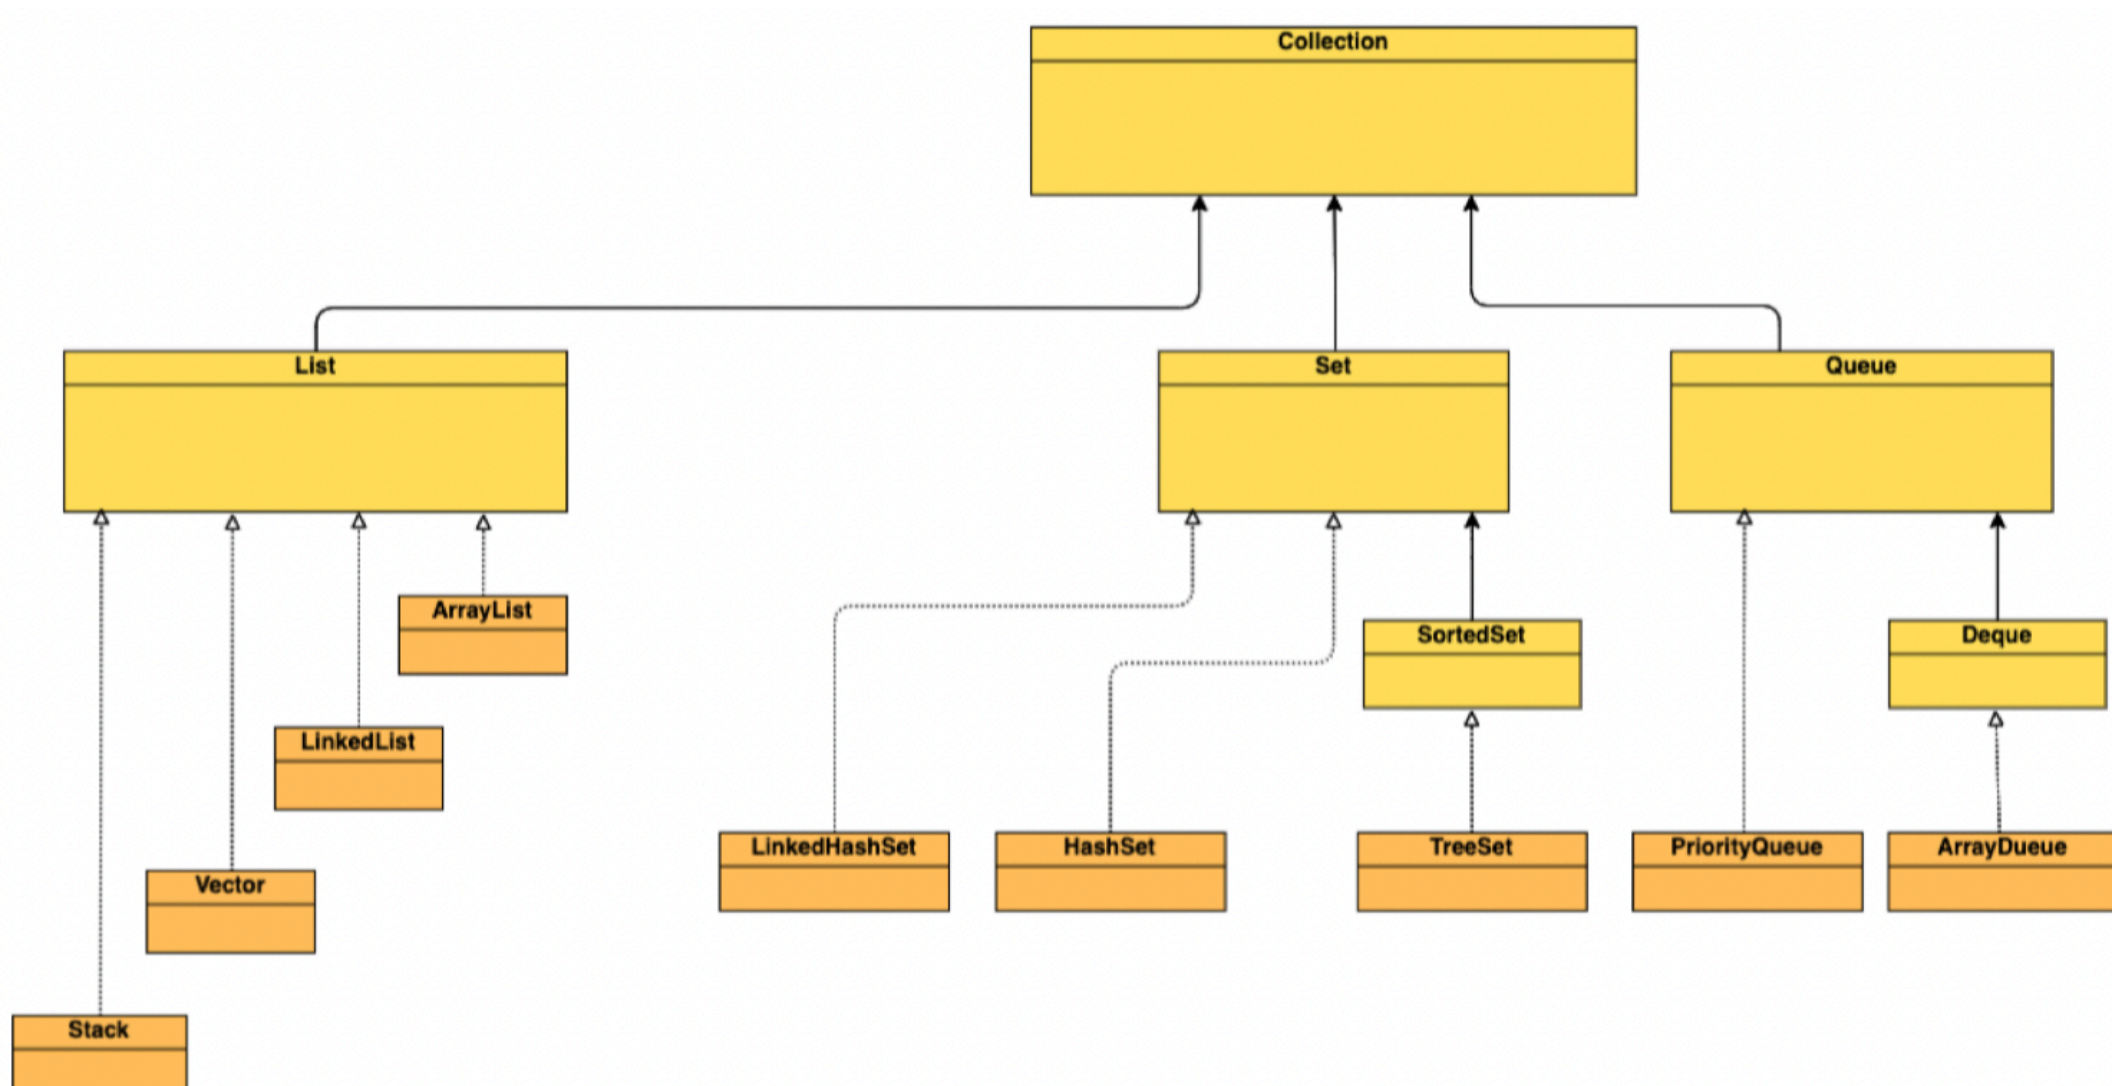 Collection
List
Set
Queue
ArrayList
SortedSet
Deque
LinkedList
LinkedHashSet
HashSet
TreeSet
PriorityQueue
ArrayDueue
Vector
Stack